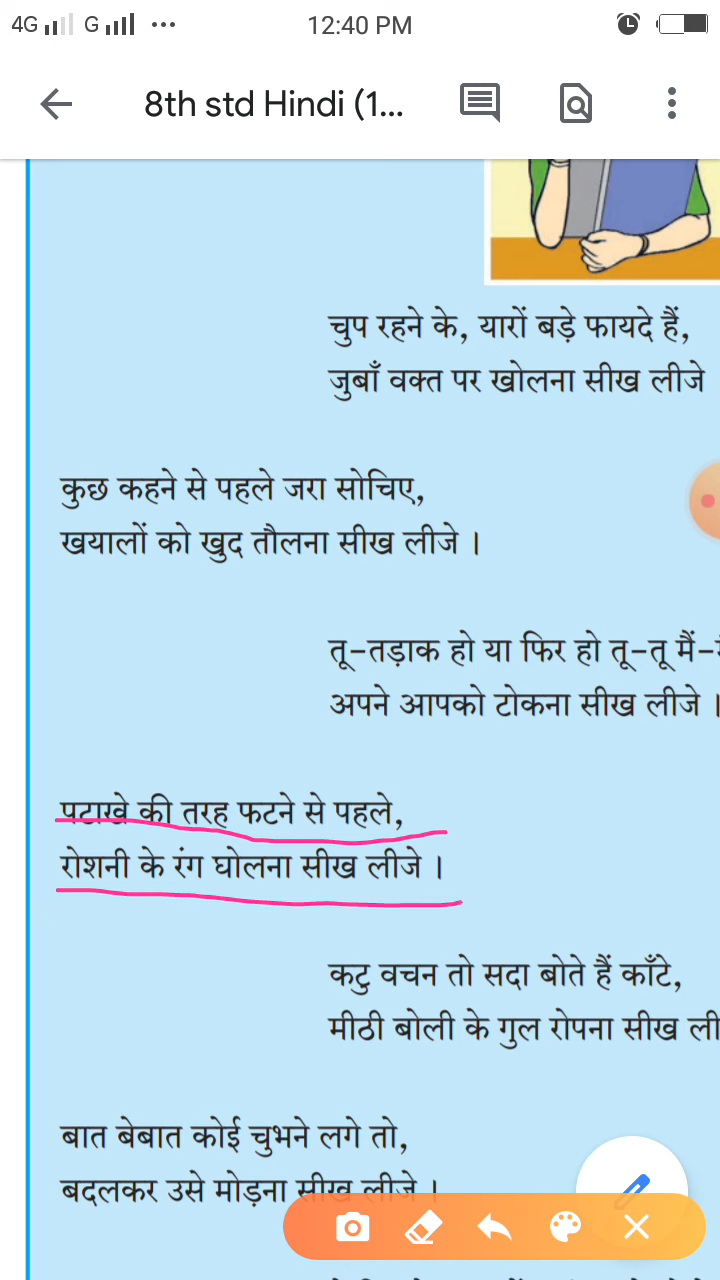 4G G ...
12:40 PM
8th std Hindi (1...
चुप रहने के, यारों बड़े फायदे हैं,
जुबाँ वक्त पर खोलना सीख लीजे
कुछ कहने से पहले जरा सोचिए,
खयालों को खुद तौलना सीख लीजे ।
तू-तड़ाक हो या फिर हो तू-तू मैं-
अपने आपको टोकना सीख लीजे ।
पटाखे की तरह फटने से पहले,
रोशनी के रंग घोलना सीख लीजे ।
कटु वचन तो सदा बोते हैं काँटे,
मीठी बोली के गुल रोपना सीख ली
बात बेबात कोई चुभने लगे तो,
बदलकर उसे मोड़ना सीख लीजे ।